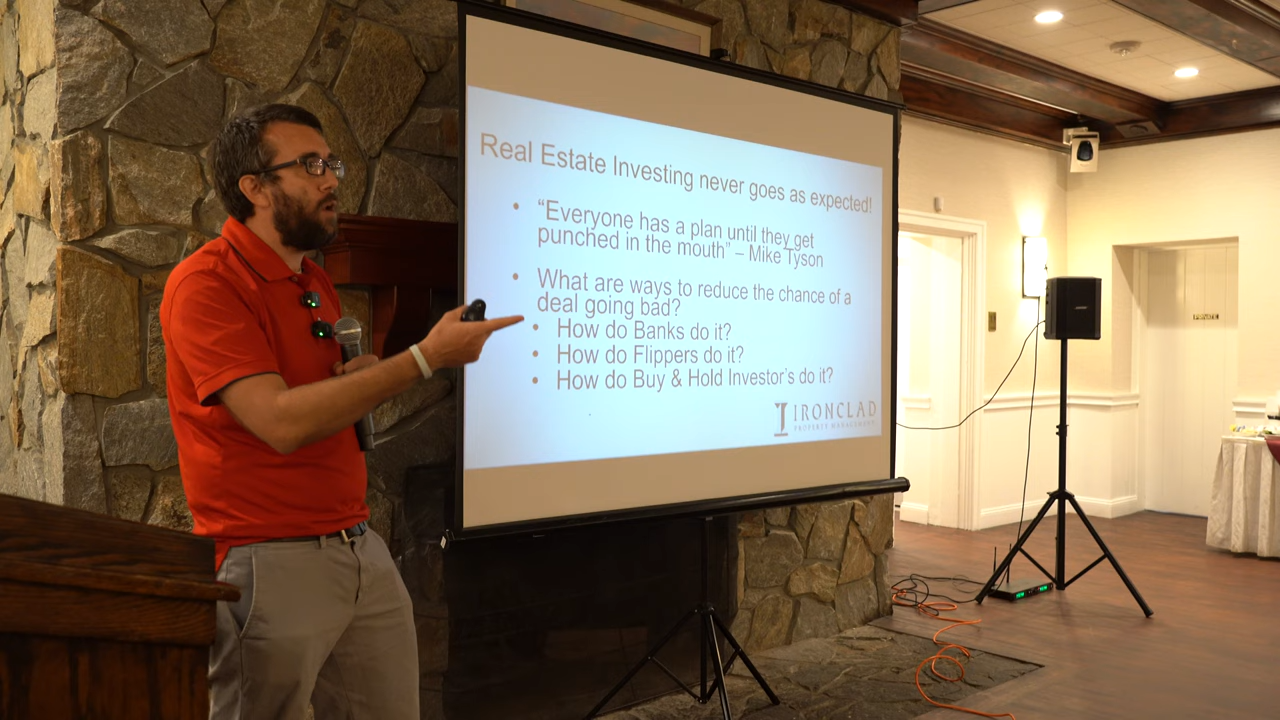 Real Estate Investing never goes as expected!
• “Everyone has a plan until they get
punched in the mouth” – Mike Tyson
• What are ways to reduce the chance of a
deal going bad?
• How do Banks do it?
• How do Flippers do it?
• How do Buy & Hold Investor’s do it?
IRONCLAD
PROPERTY MANAGEMENT
PRIVATE